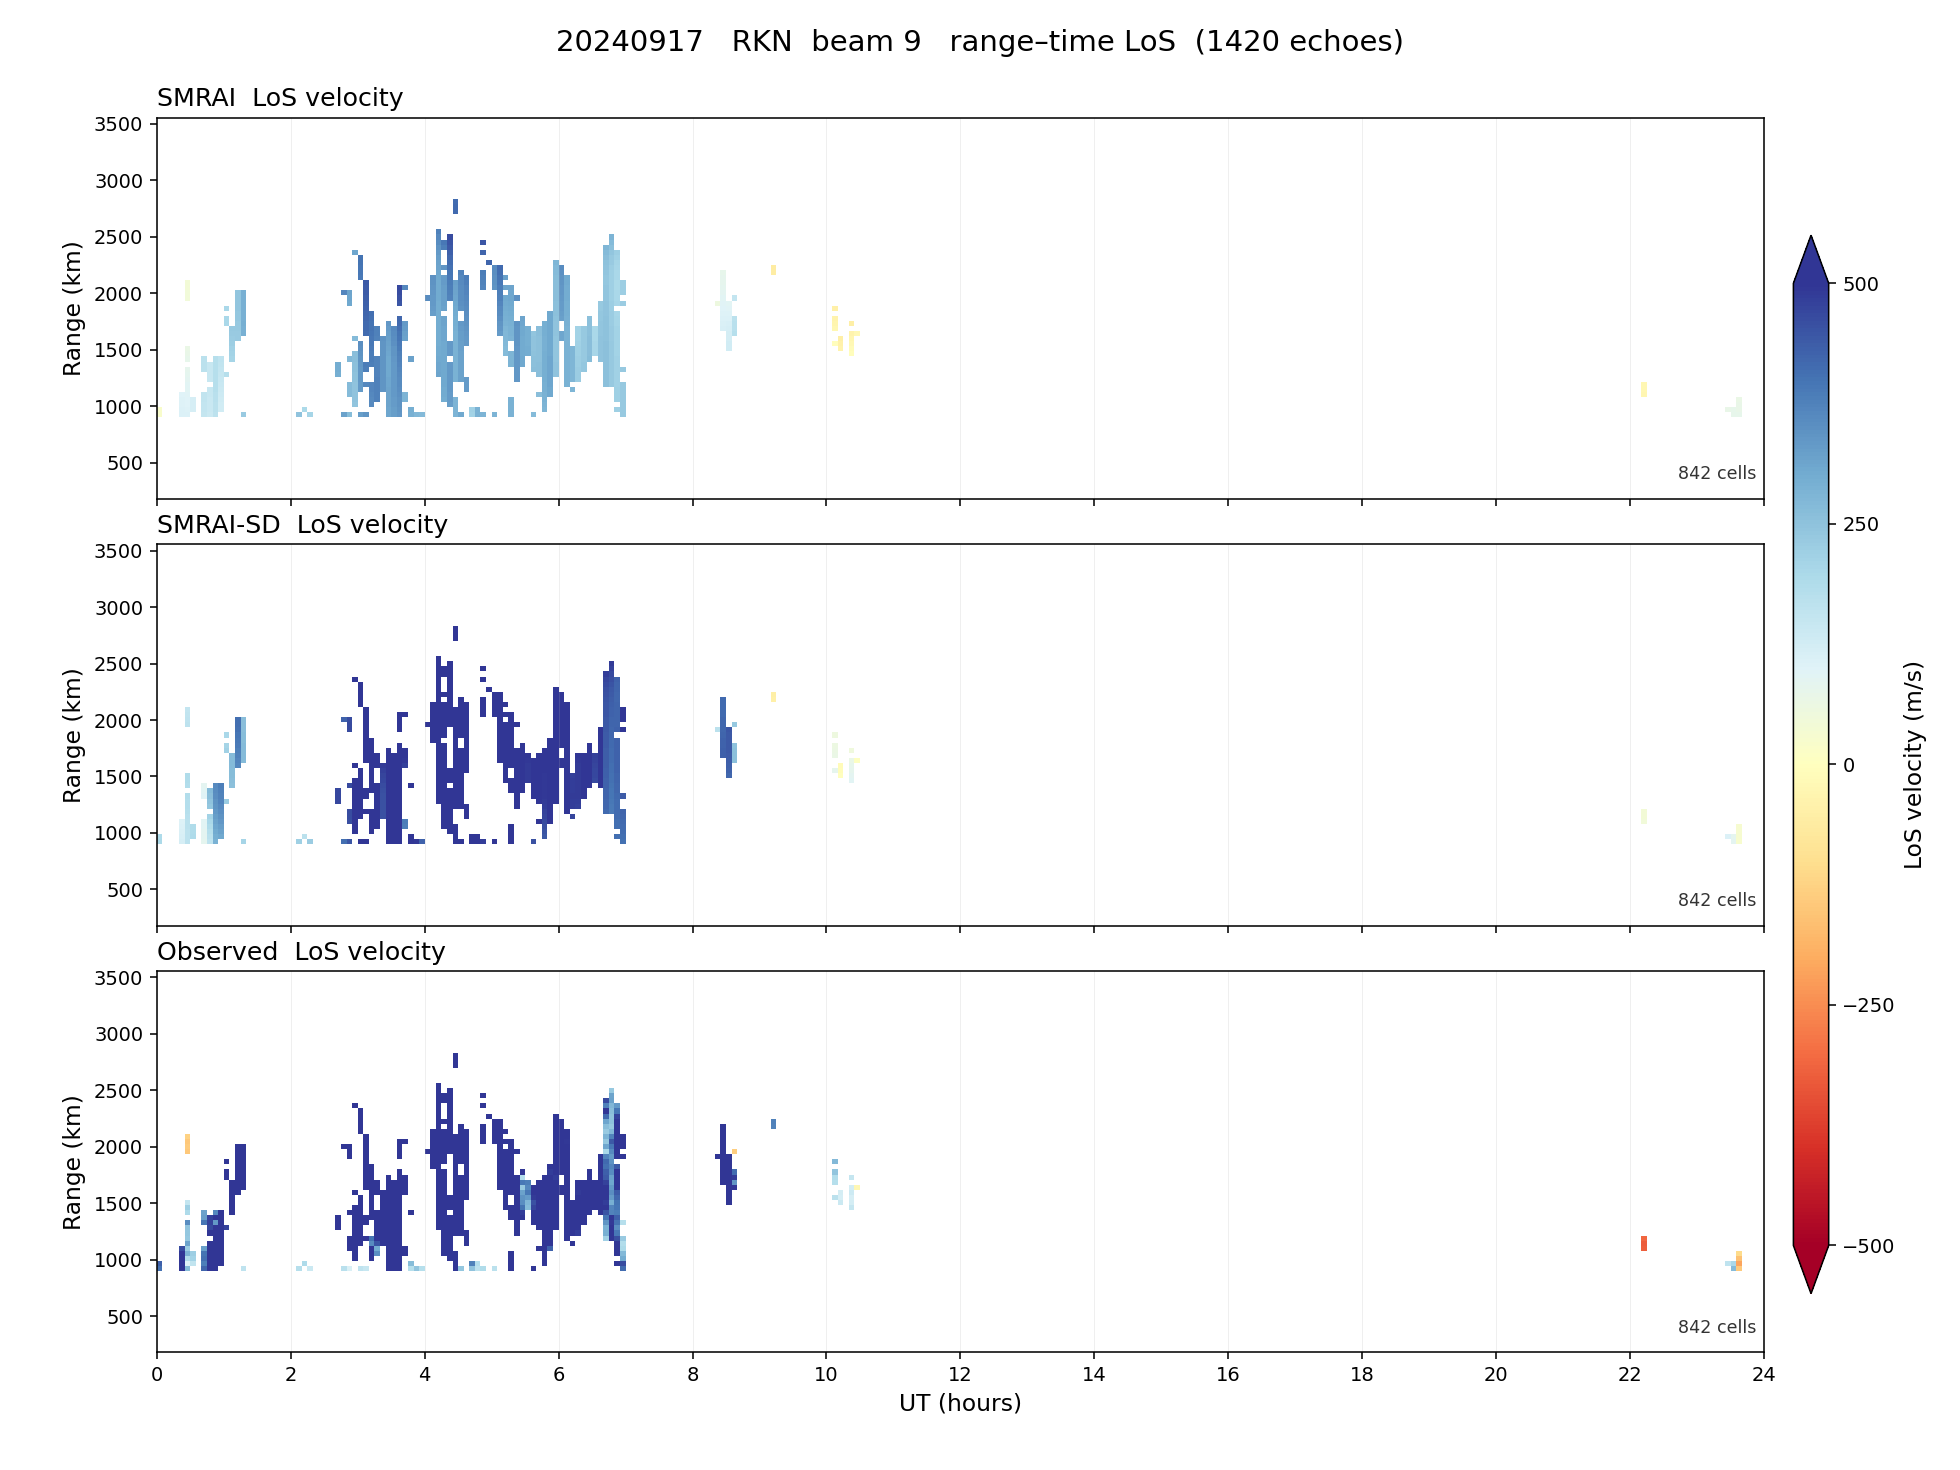 20240917 RKN beam 9 range–time LoS (1420 echoes)
SMRAI LoS velocity
3500
3000
2500
2000
1500
1000
500
Range (km)
842 cells
SMRAI-SD LoS velocity
3500
3000
2500
2000
1500
1000
500
Range (km)
842 cells
Observed LoS velocity
3500
3000
2500
2000
1500
1000
500
Range (km)
842 cells
0 2 4 6 8 10 12 14 16 18 20 22 24
UT (hours)
500
250
0
−250
−500
LoS velocity (m/s)